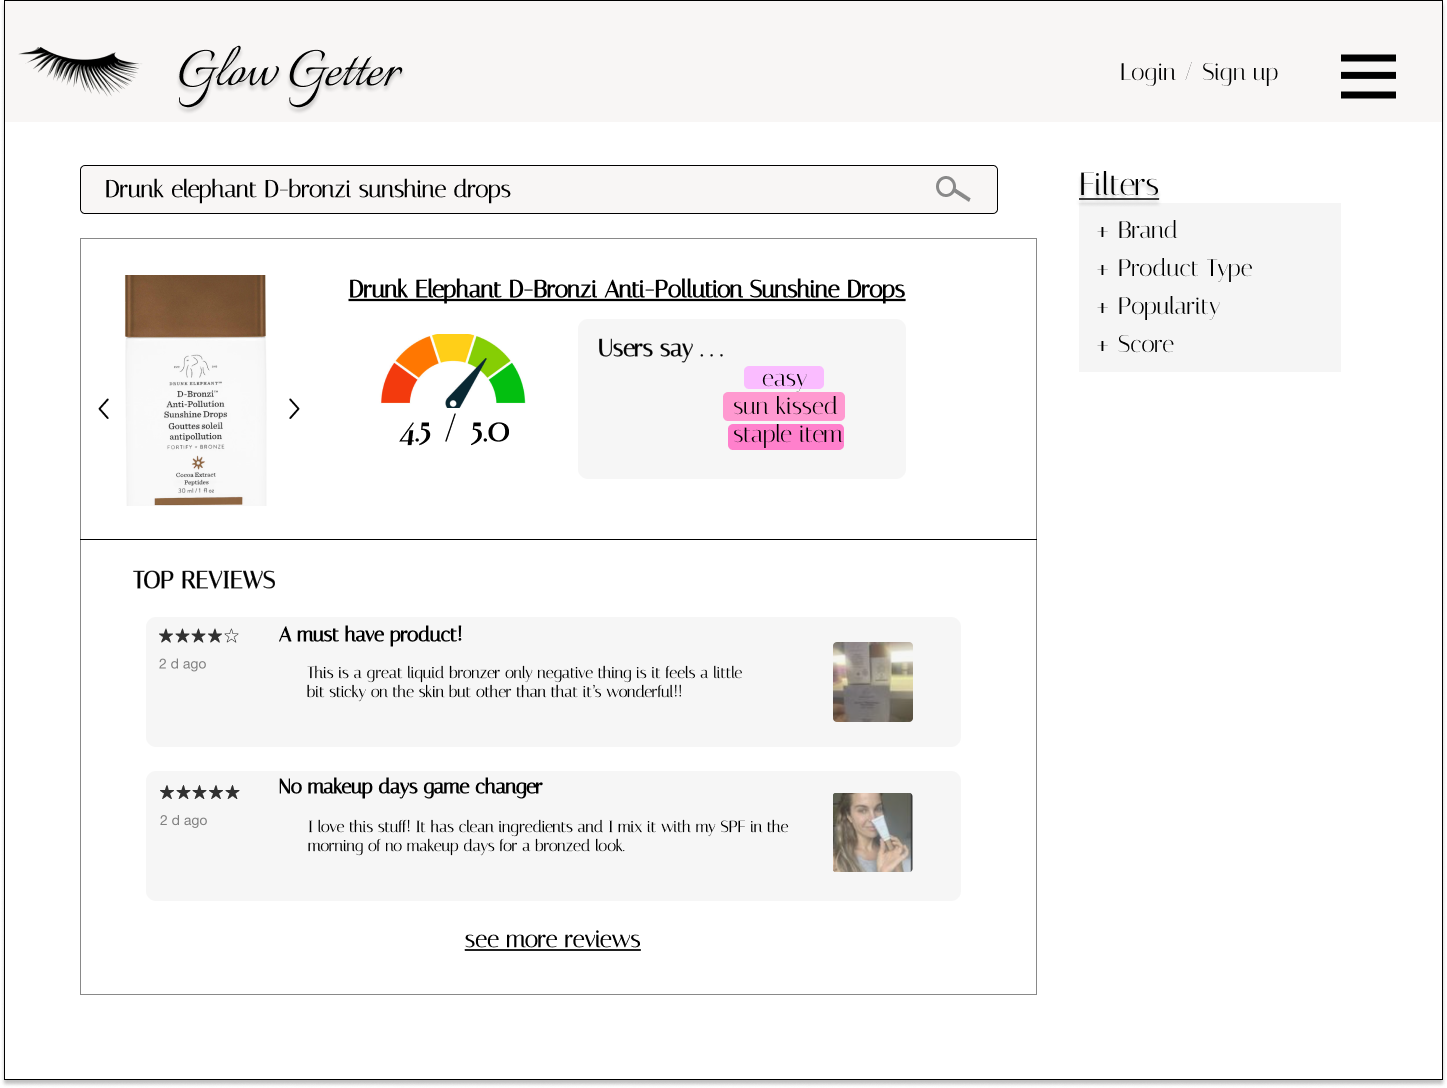 Glow Getter
Login / Sign up
Drunk elephant D-bronzi sunshine drops
Filters
+ Brand
+ Product Type
+ Popularity
+ Score
Drunk Elephant D-Bronzi Anti-Pollution Sunshine Drops
DRUNK ELEPHANT™
D-Bronzi™
Anti-Pollution
Sunshine Drops
Gouttes soleil
antipollution
FORTIFY + BRONZE
Cocoa Extract
Peptides
30 ml / 1 fl oz
4.5 / 5.0
Users say . . .
easy
sun kissed
staple item
TOP REVIEWS
A must have product!
2 d ago
This is a great liquid bronzer only negative thing is it feels a little
bit sticky on the skin but other than that it's wonderful!!
No makeup days game changer
2 d ago
I love this stuff! It has clean ingredients and I mix it with my SPF in the
morning of no makeup days for a bronzed look.
see more reviews